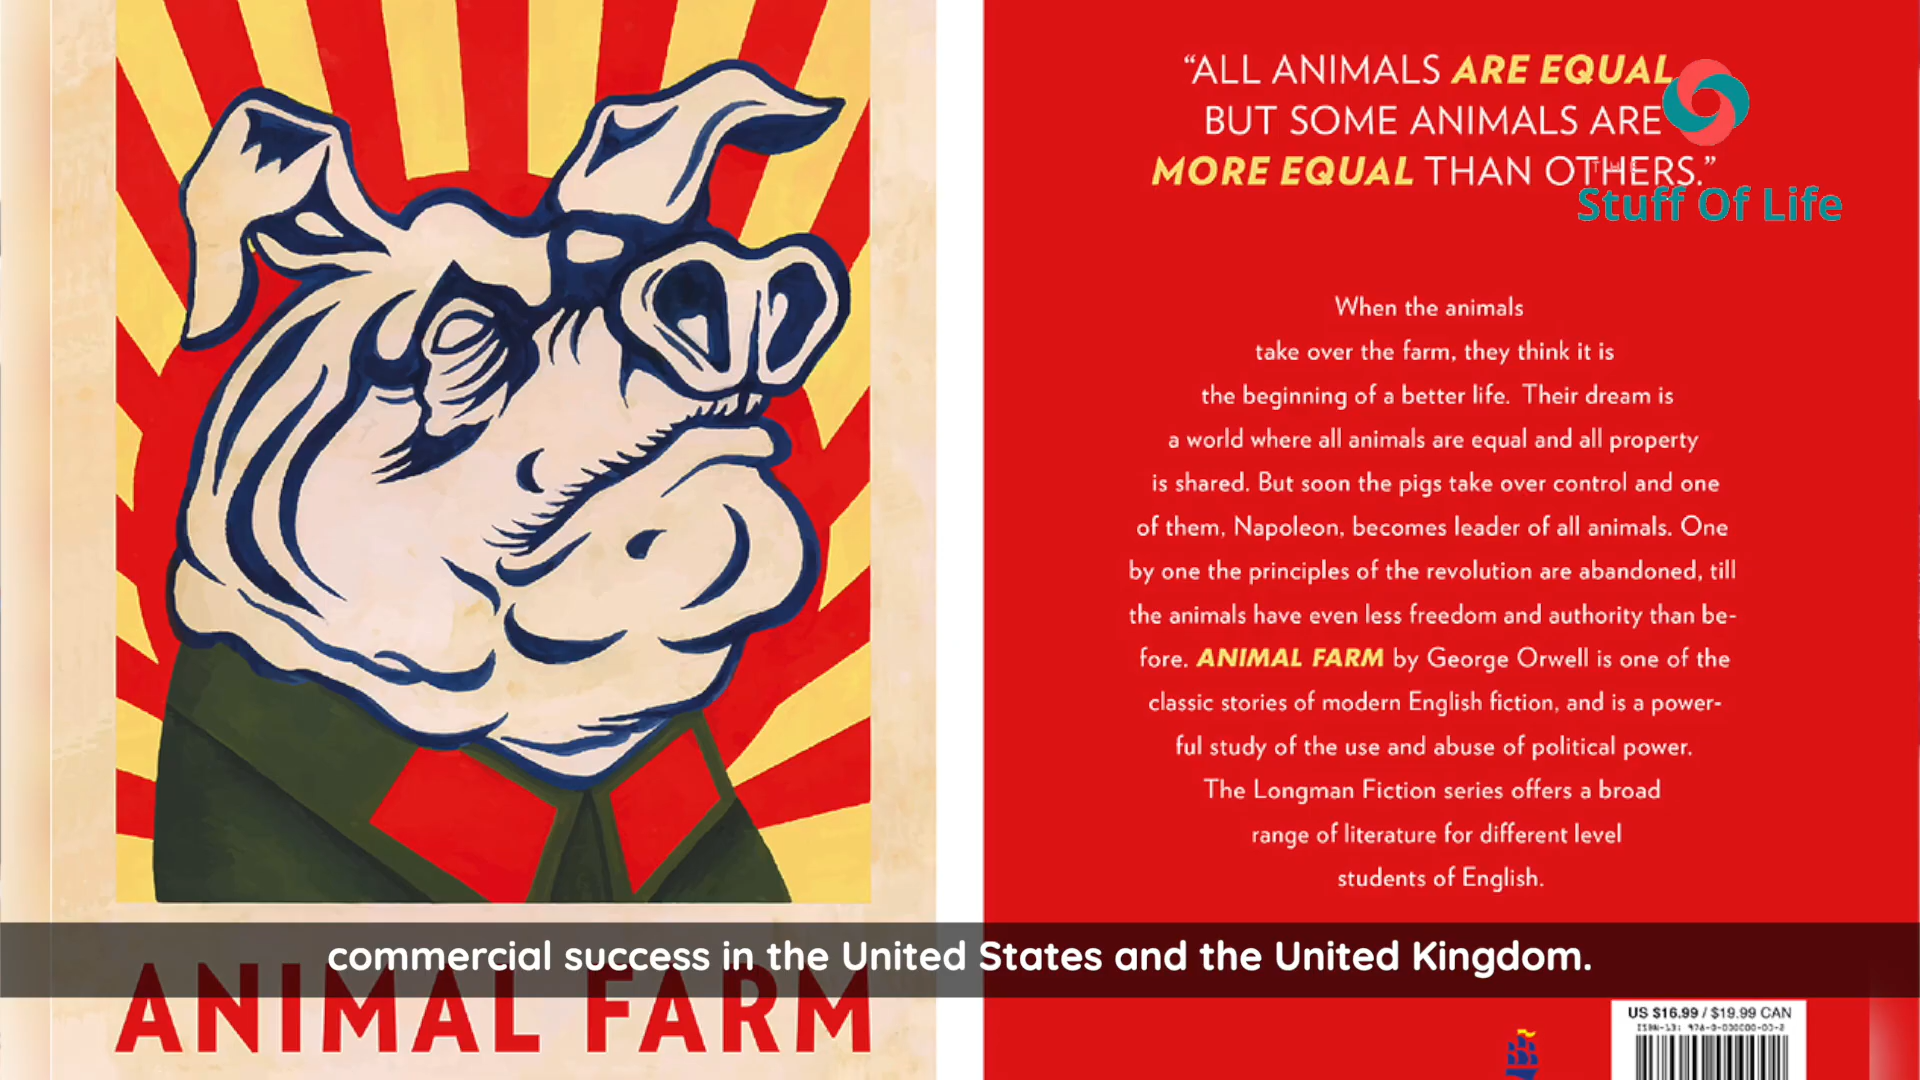 “ALL ANIMALS ARE EQUAL
BUT SOME ANIMALS ARE
MORE EQUAL THAN OTHERS.”
THE
Stuff Of Life
When the animals
take over the farm, they think it is
the beginning of a better life. Their dream is
a world where all animals are equal and all property
is shared. But soon the pigs take over control and one
of them, Napoleon, becomes leader of all animals. One
by one the principles of the revolution are abandoned, till
the animals have even less freedom and authority than be-
fore. ANIMAL FARM by George Orwell is one of the
classic stories of modern English fiction, and is a power-
ful study of the use and abuse of political power.
The Longman Fiction series offers a broad
range of literature for different level
students of English.
commercial success in the United States and the United Kingdom.
ANIMAL FARM
US $16.99 / $19.99 CAN